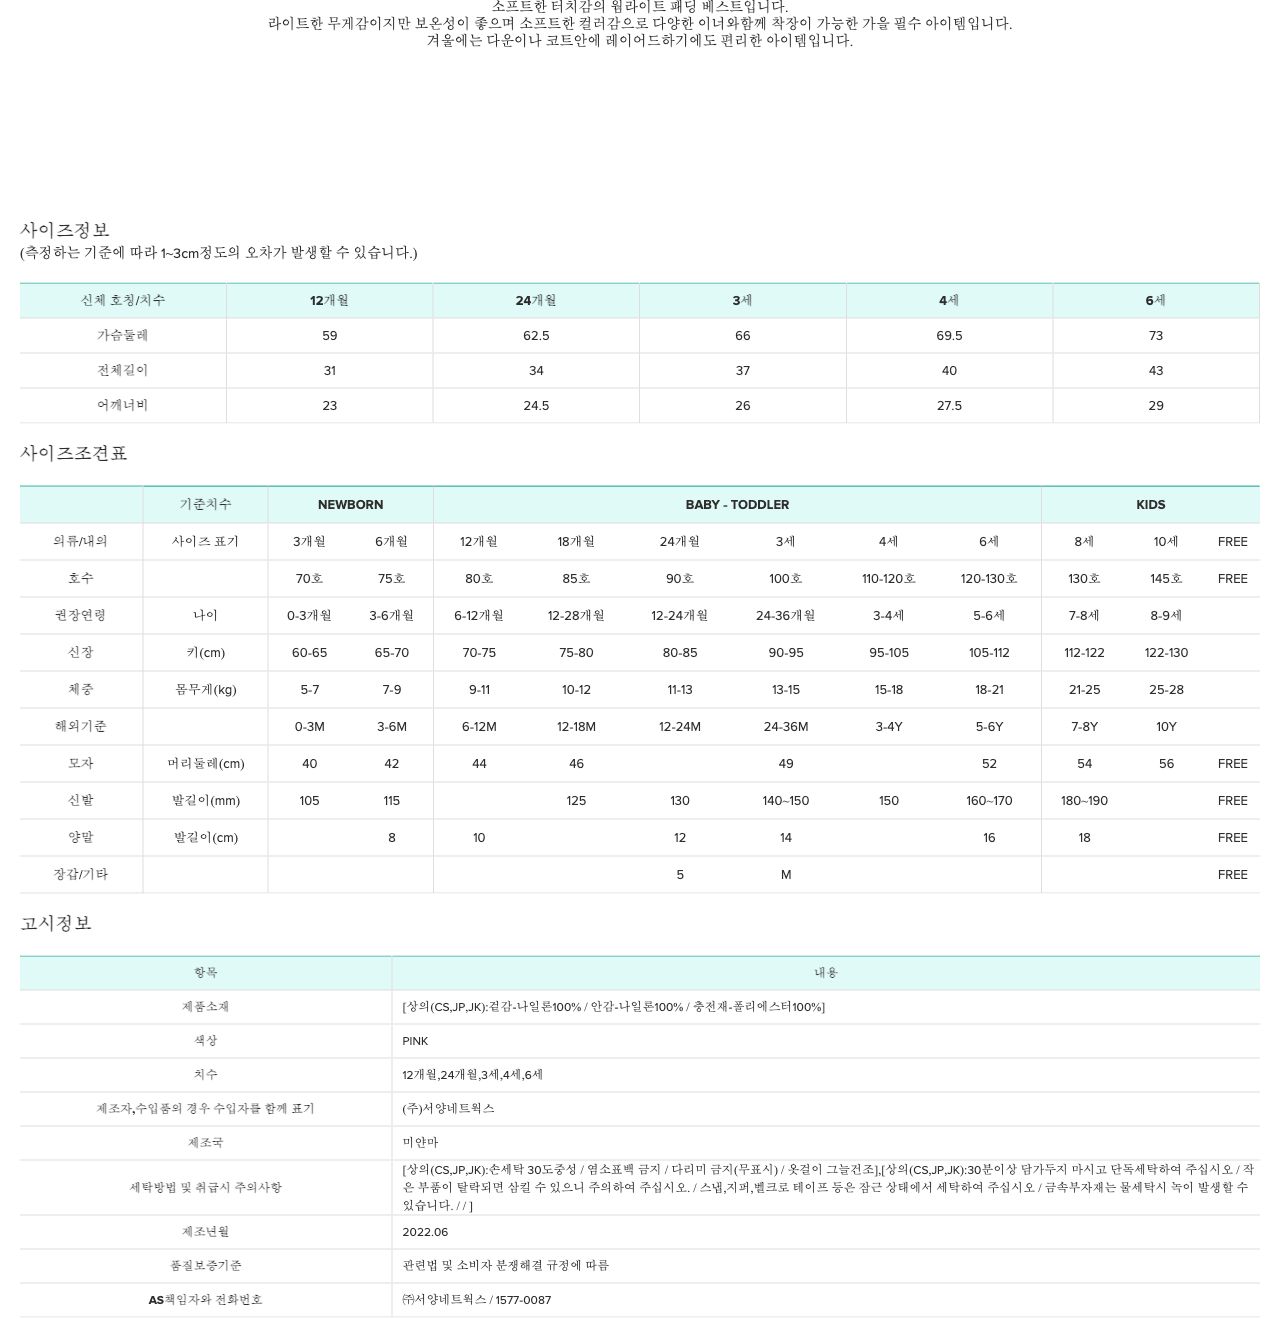 소프트한 터치감의 웜라이트 패딩 베스트입니다.
라이트한 무게감이지만 보온성이 좋으며 소프트한 컬러감으로 다양한 이너와함께 착장이 가능한 가을 필수 아이템입니다.
겨울에는 다운이나 코트안에 레이어드하기에도 편리한 아이템입니다.
사이즈정보
(측정하는 기준에 따라 1~3cm정도의 오차가 발생할 수 있습니다.)
신체 호칭/치수 12개월 24개월 3세 4세 6세
가슴둘레 59 62.5 66 69.5 73
전체길이 31 34 37 40 43
어깨너비 23 24.5 26 27.5 29
사이즈조견표
기준치수 NEWBORN BABY - TODDLER KIDS
의류/내의 사이즈 표기 3개월 6개월 12개월 18개월 24개월 3세 4세 6세 8세 10세 FREE
호수 70호 75호 80호 85호 90호 100호 110-120호 120-130호 130호 145호 FREE
권장연령 나이 0-3개월 3-6개월 6-12개월 12-28개월 12-24개월 24-36개월 3-4세 5-6세 7-8세 8-9세
신장 키(cm) 60-65 65-70 70-75 75-80 80-85 90-95 95-105 105-112 112-122 122-130
체중 몸무게(kg) 5-7 7-9 9-11 10-12 11-13 13-15 15-18 18-21 21-25 25-28
해외기준 0-3M 3-6M 6-12M 12-18M 12-24M 24-36M 3-4Y 5-6Y 7-8Y 10Y
모자 머리둘레(cm) 40 42 44 46 49 52 54 56 FREE
신발 발길이(mm) 105 115 125 130 140~150 150 160~170 180~190 FREE
양말 발길이(cm) 8 10 12 14 16 18 FREE
장갑/기타 5 M FREE
고시정보
항목 내용
제품소재 [상의(CS,JP,JK):겉감-나일론100% / 안감-나일론100% / 충전재-폴리에스터100%]
색상 PINK
치수 12개월,24개월,3세,4세,6세
제조자,수입품의 경우 수입자를 함께 표기 (주)서양네트웍스
제조국 미얀마
세탁방법 및 취급시 주의사항 [상의(CS,JP,JK):손세탁 30도중성 / 염소표백 금지 / 다리미 금지(무표시) / 옷걸이 그늘건조],[상의(CS,JP,JK):30분이상 담가두지 마시고 단독세탁하여 주십시오 / 작
은 부품이 탈락되면 삼킬 수 있으니 주의하여 주십시오. / 스냅,지퍼,벨크로 테이프 등은 잠근 상태에서 세탁하여 주십시오 / 금속부자재는 물세탁시 녹이 발생할 수
있습니다. / / ]
제조년월 2022.06
품질보증기준 관련법 및 소비자 분쟁해결 규정에 따름
AS책임자와 전화번호 ㈜서양네트웍스 / 1577-0087